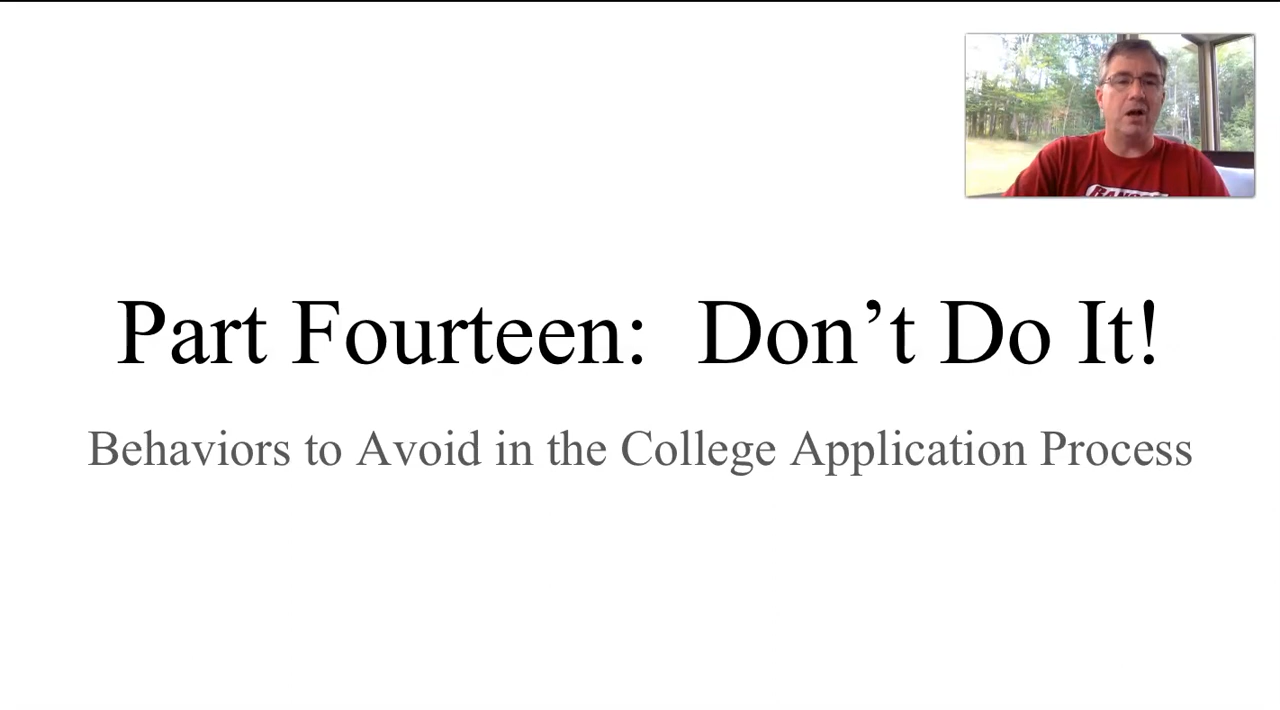 Part Fourteen:  Don’t Do It!
Behaviors to Avoid in the College Application Process